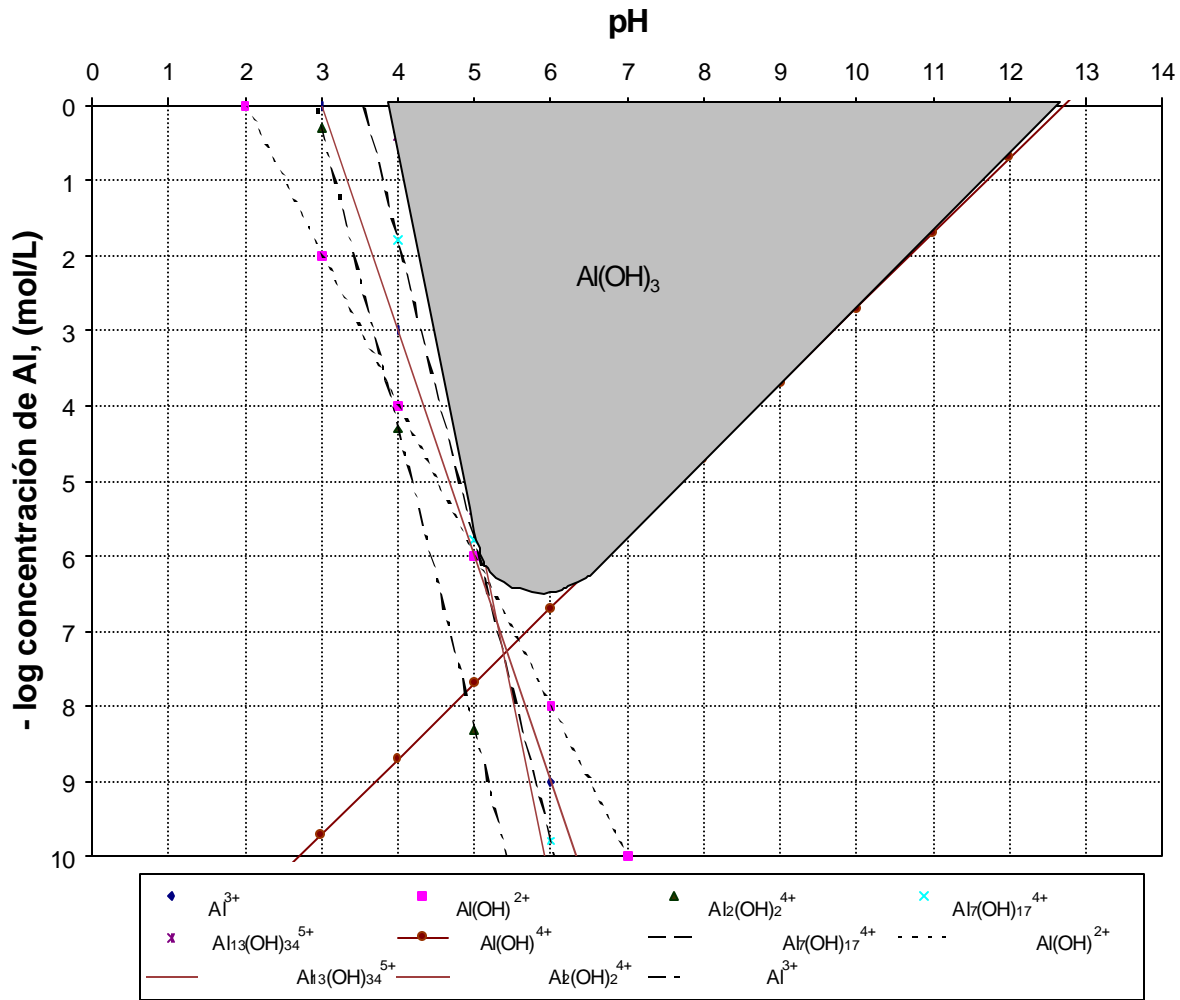 pH
0 1 2 3 4 5 6 7 8 9 10 11 12 13 14
0
1
2
3
4
5
6
7
8
9
10
- log concentración de Al, (mol/L)
Al(OH)₃
Al³⁺ Al(OH)²⁺ Al₂(OH)₂⁴⁺ Al₇(OH)₁₇⁴⁺
Al₁₃(OH)₃₄⁵⁺ Al(OH)⁴⁺ Al₇(OH)₁₇⁴⁺ Al(OH)²⁺
Al₁₃(OH)₃₄⁵⁺ Al₂(OH)₂⁴⁺ Al³⁺